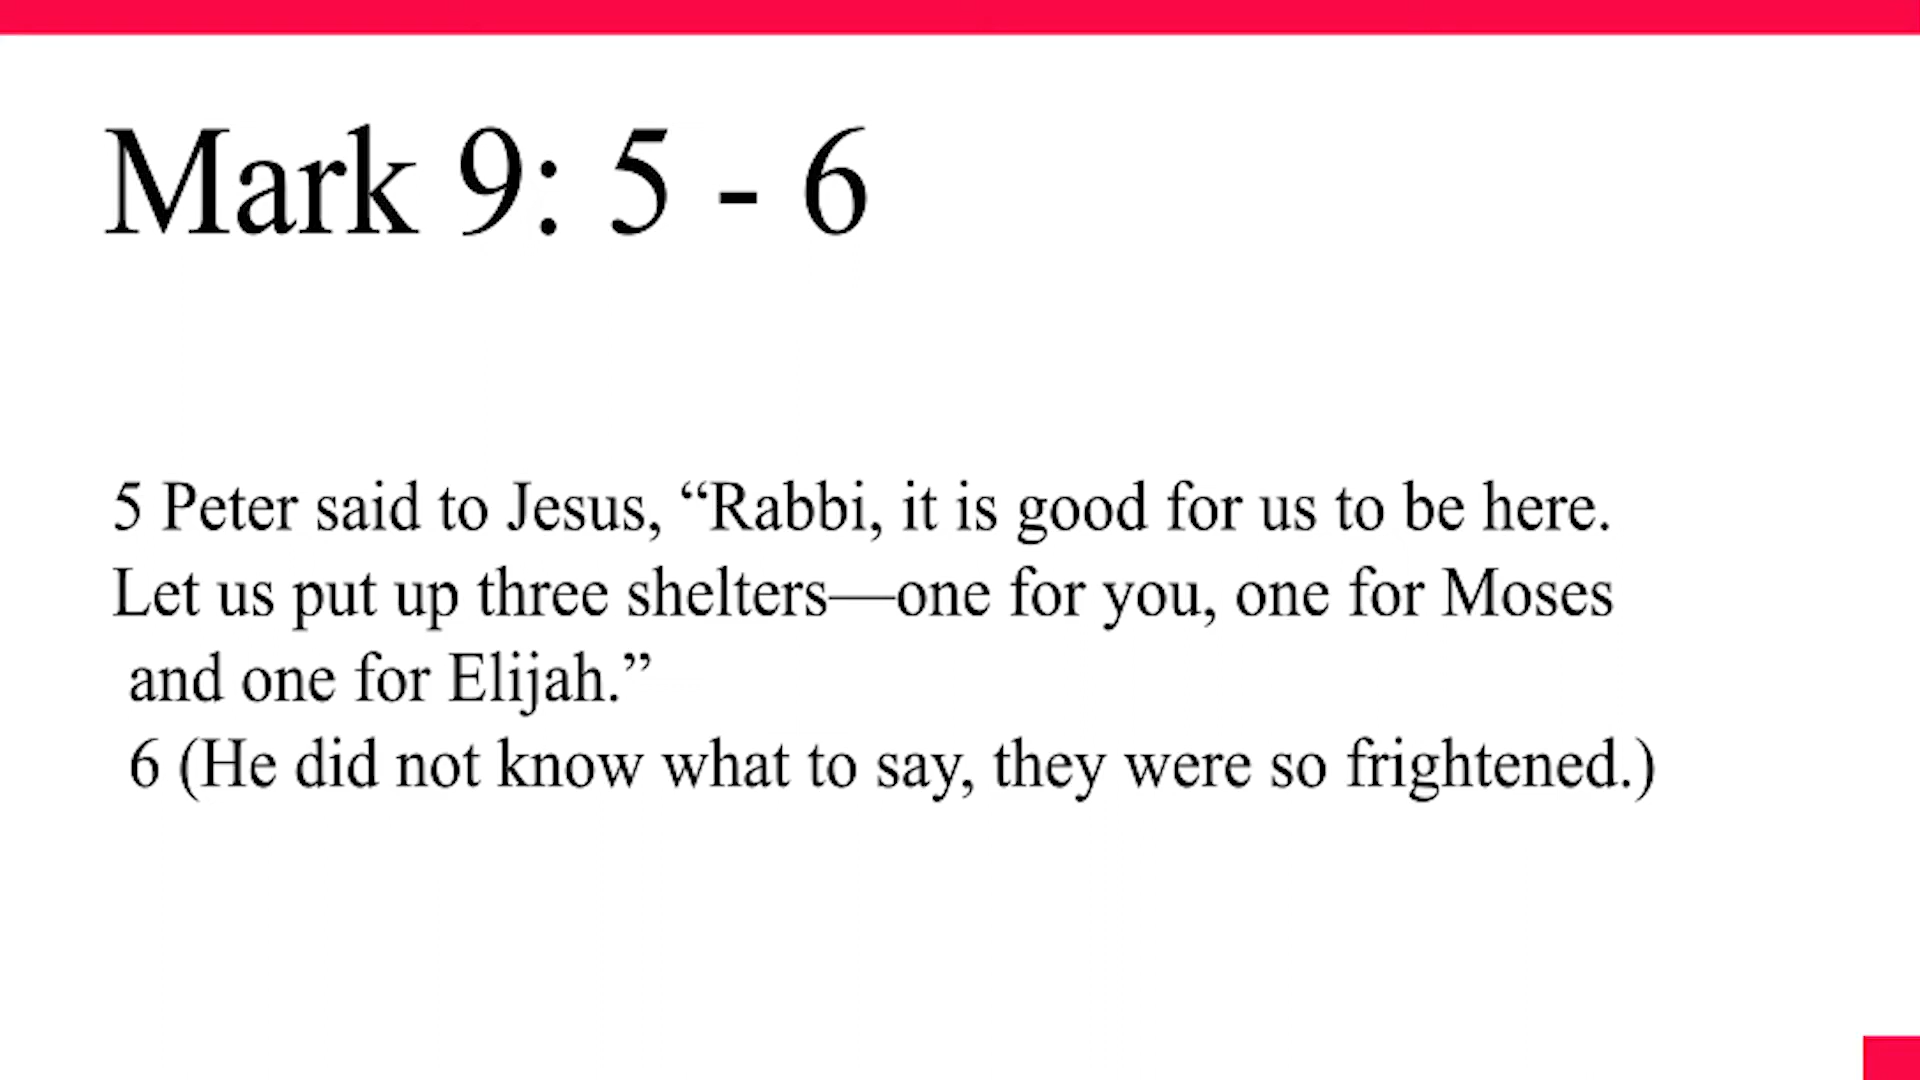 Mark 9: 5 - 6
5 Peter said to Jesus, “Rabbi, it is good for us to be here.
Let us put up three shelters—one for you, one for Moses
and one for Elijah.”
6 (He did not know what to say, they were so frightened.)